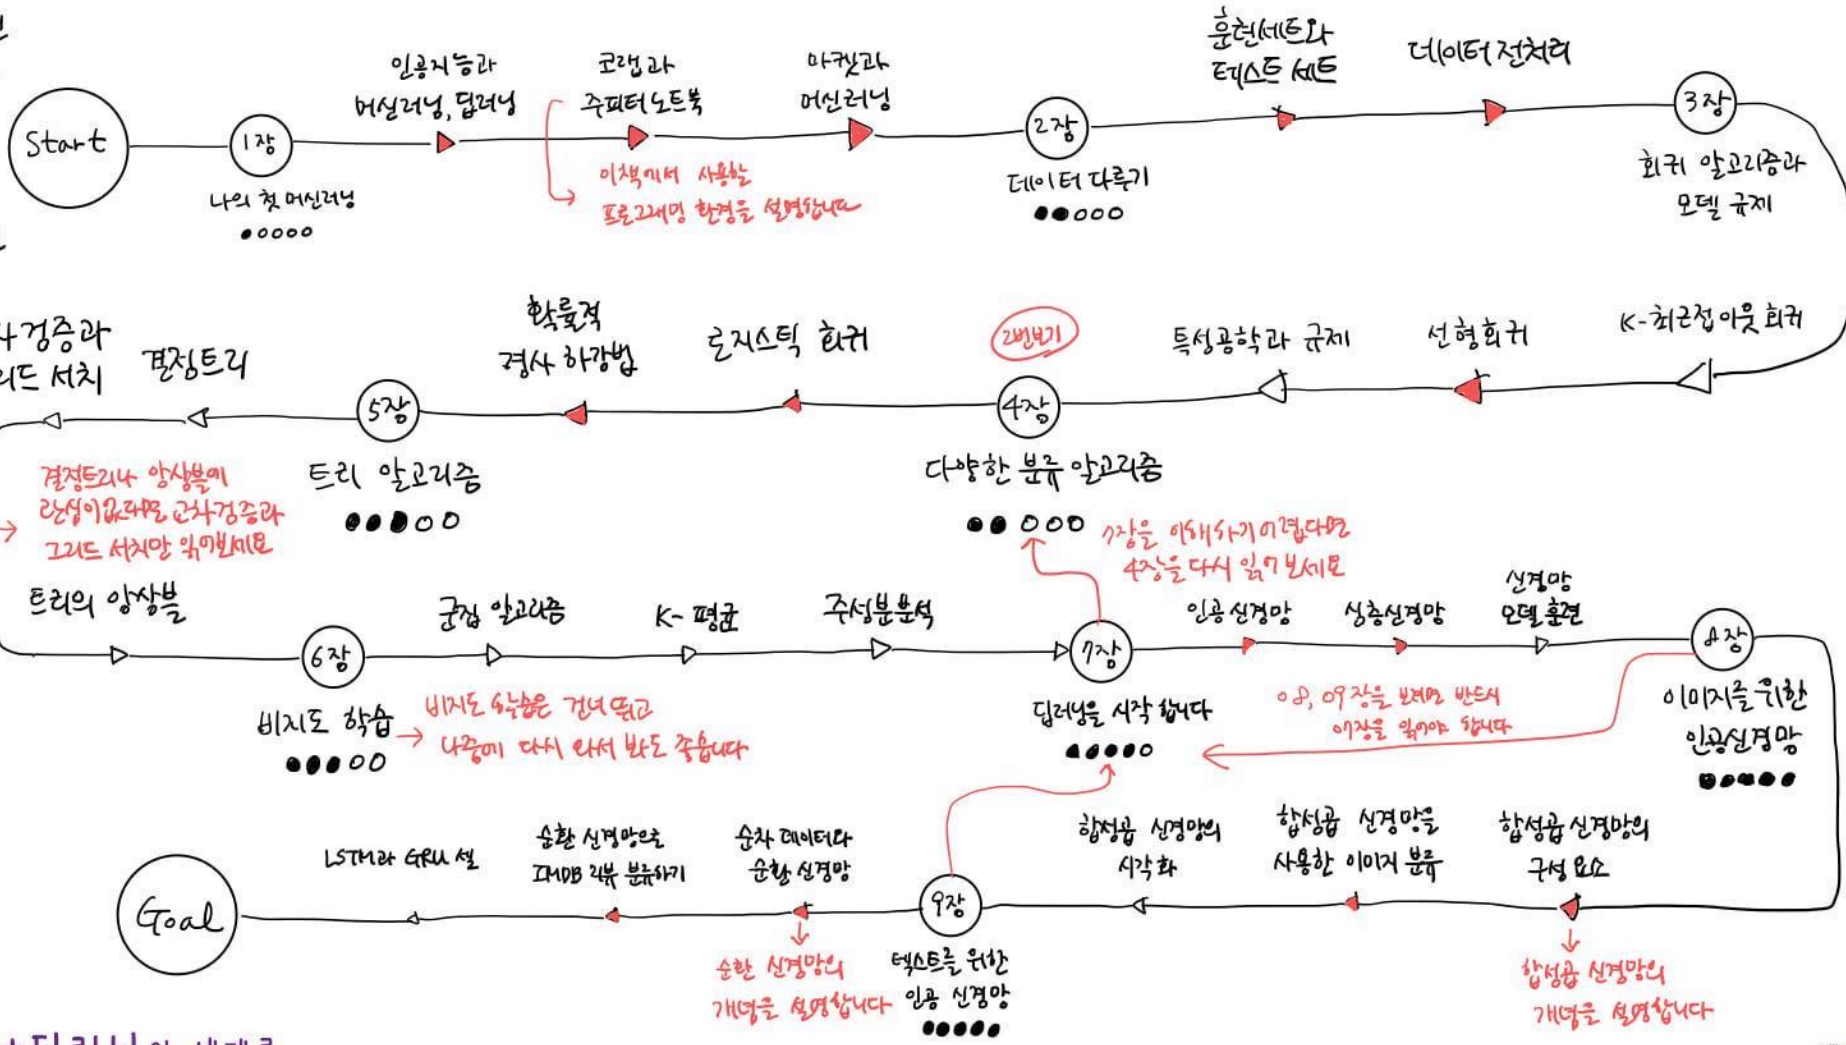 Start
1장
나의 첫 머신러닝
인공지능과
머신러닝, 딥러닝
코랩과
주피터노트북
이책에서 사용할
프로그래밍 환경을 설명합니다
마켓과
머신러닝
2장
데이터 다루기
훈련세트와
테스트 세트
데이터 전처리
3장
회귀 알고리즘과
모델 규제
K-최근접 이웃 회귀
선형회귀
특성공학과 규제
2번보기
4장
다양한 분류 알고리즘
로지스틱 회귀
확률적
경사 하강법
5장
트리 알고리즘
결정트리
검증과
서치
결정트리나 앙상블에
관심이없다면 교차검증과
그리드 서치만 읽어보세요
트리의 앙상블
6장
비지도 학습
비지도 학습은 건너 뛰고
나중에 다시 와서 봐도 좋습니다
군집 알고리즘
K-평균
주성분분석
7장
딥러닝을 시작 합니다
7장을 이해하기 어렵다면
4장을 다시 읽어 보세요
인공신경망
심층신경망
신경망
모델 훈련
8장
이미지를 위한
인공신경망
08, 09장을 보려면 반드시
07장을 읽어야 합니다
합성곱 신경망의
구성 요소
합성곱 신경망의
개념을 설명합니다
합성곱 신경망을
사용한 이미지 분류
합성곱 신경망의
시각화
9장
텍스트를 위한
인공 신경망
순차 데이터와
순환 신경망
순환 신경망의
개념을 설명합니다
순환 신경망으로
IMDB 리뷰 분류하기
LSTM과 GRU 셀
Goal